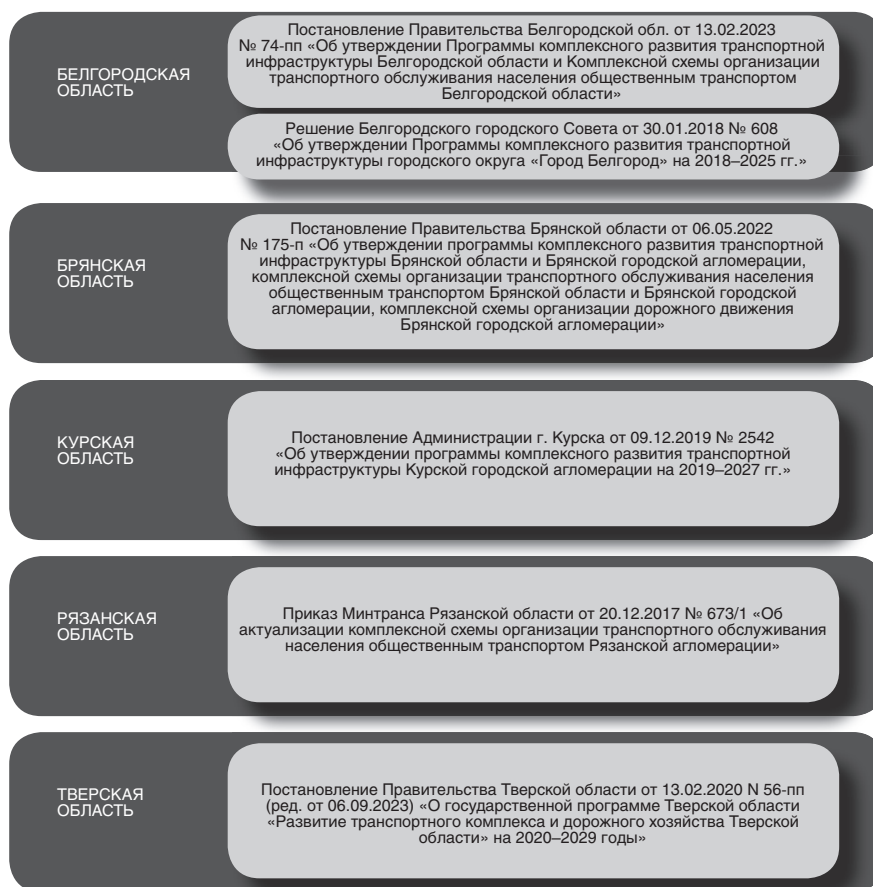 БЕЛГОРОДСКАЯ
ОБЛАСТЬ
Постановление Правительства Белгородской обл. от 13.02.2023
№ 74-пп «Об утверждении Программы комплексного развития транспортной
инфраструктуры Белгородской области и Комплексной схемы организации
транспортного обслуживания населения общественным транспортом
Белгородской области»
Решение Белгородского городского Совета от 30.01.2018 № 608
«Об утверждении Программы комплексного развития транспортной
инфраструктуры городского округа «Город Белгород» на 2018–2025 гг.»
БРЯНСКАЯ
ОБЛАСТЬ
Постановление Правительства Брянской области от 06.05.2022
№ 175-п «Об утверждении программы комплексного развития транспортной
инфраструктуры Брянской области и Брянской городской агломерации,
комплексной схемы организации транспортного обслуживания населения
общественным транспортом Брянской области и Брянской городской
агломерации, комплексной схемы организации дорожного движения
Брянской городской агломерации»
КУРСКАЯ
ОБЛАСТЬ
Постановление Администрации г. Курска от 09.12.2019 № 2542
«Об утверждении программы комплексного развития транспортной
инфраструктуры Курской городской агломерации на 2019–2027 гг.»
РЯЗАНСКАЯ
ОБЛАСТЬ
Приказ Минтранса Рязанской области от 20.12.2017 № 673/1 «Об
актуализации комплексной схемы организации транспортного обслуживания
населения общественным транспортом Рязанской агломерации»
ТВЕРСКАЯ
ОБЛАСТЬ
Постановление Правительства Тверской области от 13.02.2020 N 56-пп
(ред. от 06.09.2023) «О государственной программе Тверской области
«Развитие транспортного комплекса и дорожного хозяйства Тверской
области» на 2020–2029 годы»